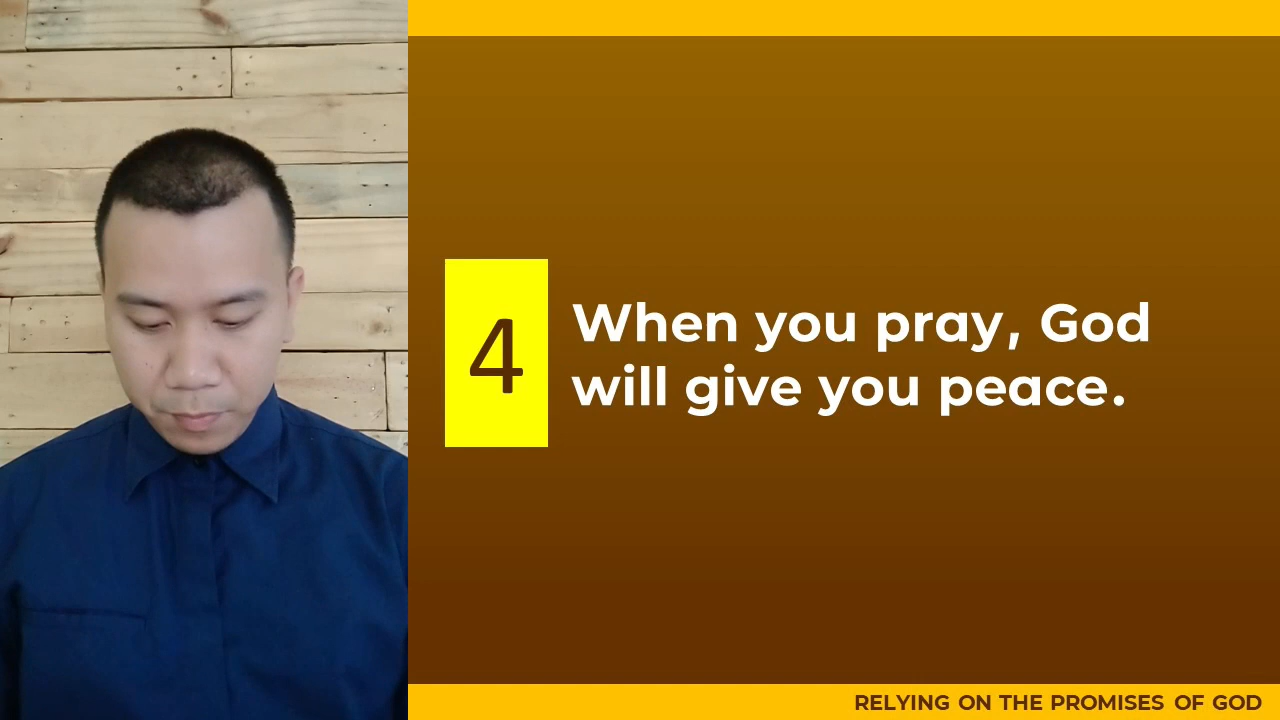 4
When you pray, God
will give you peace.
RELYING ON THE PROMISES OF GOD